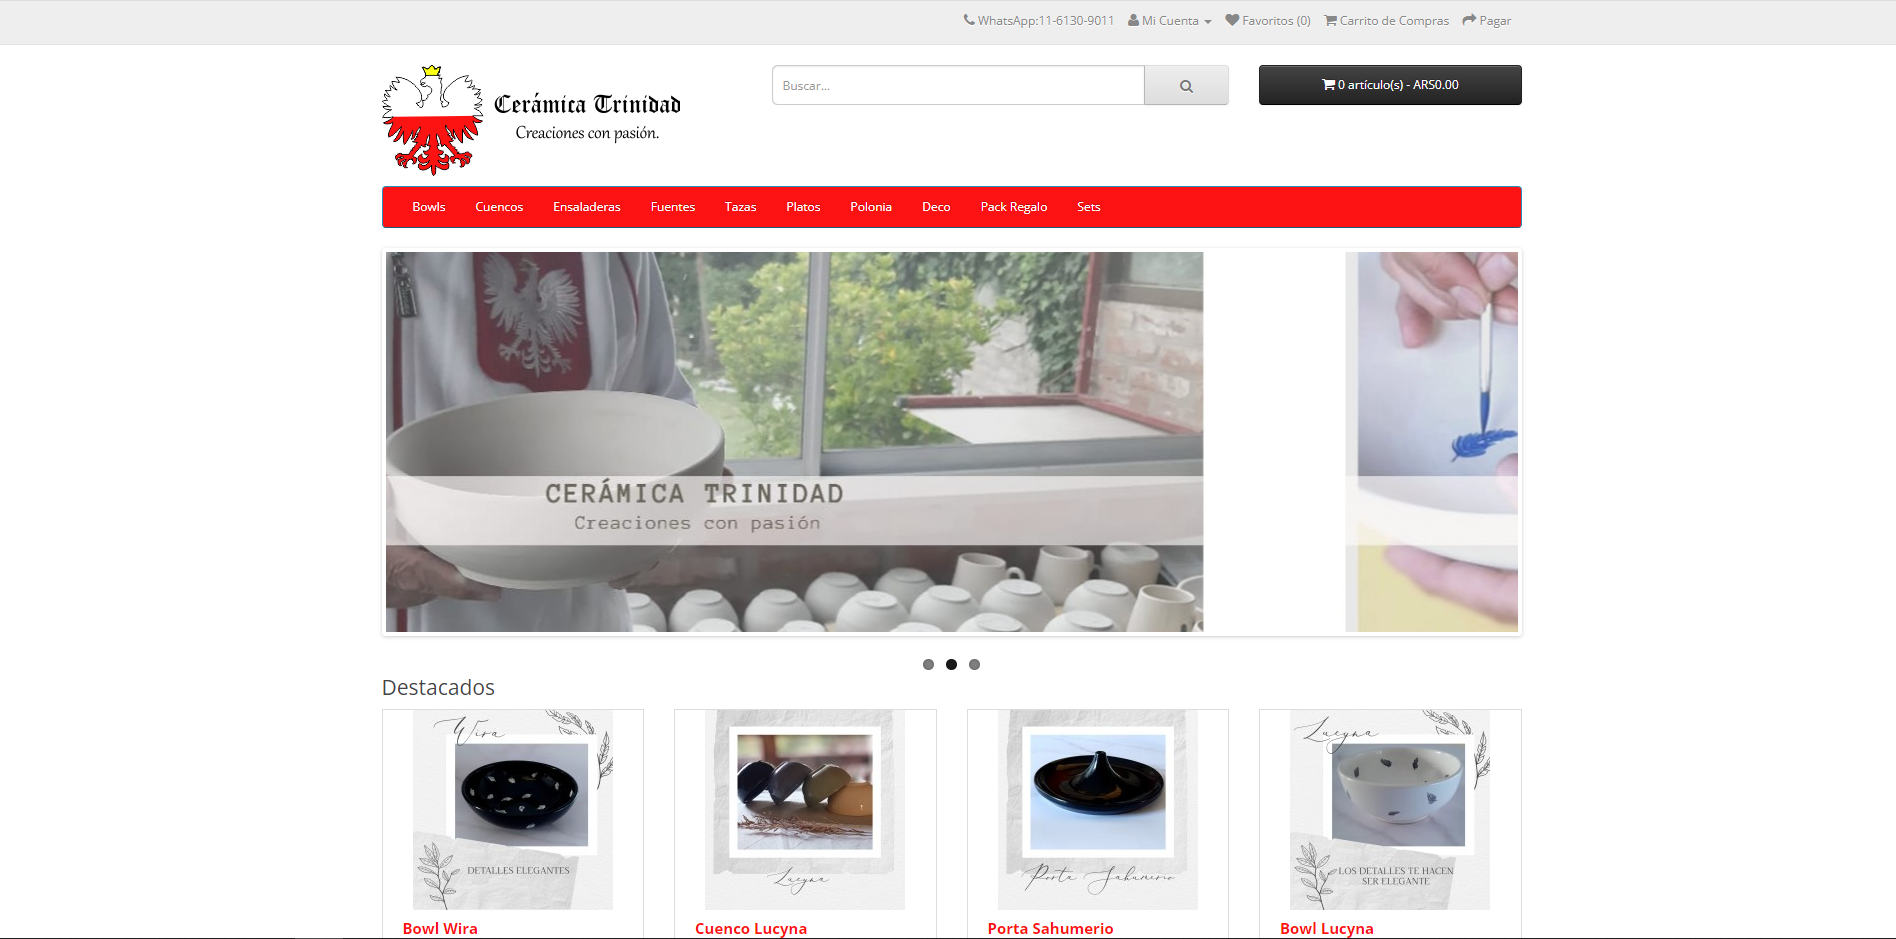 WhatsApp:11-6130-9011 Mi Cuenta Favoritos (0) Carrito de Compras Pagar
Cerámica Trinidad
Creaciones con pasión.
Buscar...
0 artículo(s) - ARS0.00
Bowls Cuencos Ensaladeras Fuentes Tazas Platos Polonia Deco Pack Regalo Sets
CERÁMICA TRINIDAD
Creaciones con pasión
Destacados
Wira
DETALLES ELEGANTES
Bowl Wira
Lucyna
Cuenco Lucyna
Porta Sahumerio
Porta Sahumerio
Lucyna
LOS DETALLES TE HACEN
SER ELEGANTE
Bowl Lucyna